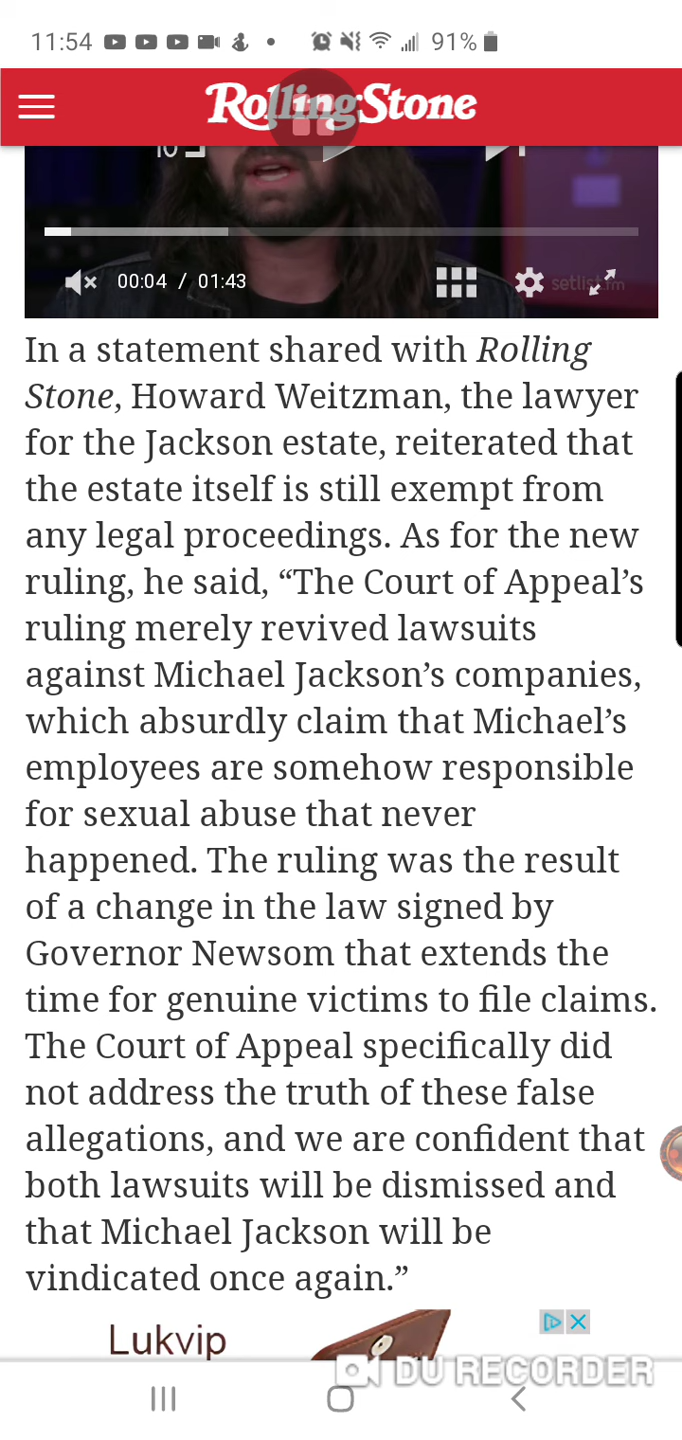 11:54 91%
Rolling Stone
10
00:04 / 01:43
setlist.fm
In a statement shared with Rolling
Stone, Howard Weitzman, the lawyer
for the Jackson estate, reiterated that
the estate itself is still exempt from
any legal proceedings. As for the new
ruling, he said, “The Court of Appeal’s
ruling merely revived lawsuits
against Michael Jackson’s companies,
which absurdly claim that Michael’s
employees are somehow responsible
for sexual abuse that never
happened. The ruling was the result
of a change in the law signed by
Governor Newsom that extends the
time for genuine victims to file claims.
The Court of Appeal specifically did
not address the truth of these false
allegations, and we are confident that
both lawsuits will be dismissed and
that Michael Jackson will be
vindicated once again.”
Lukvip
DU RECORDER